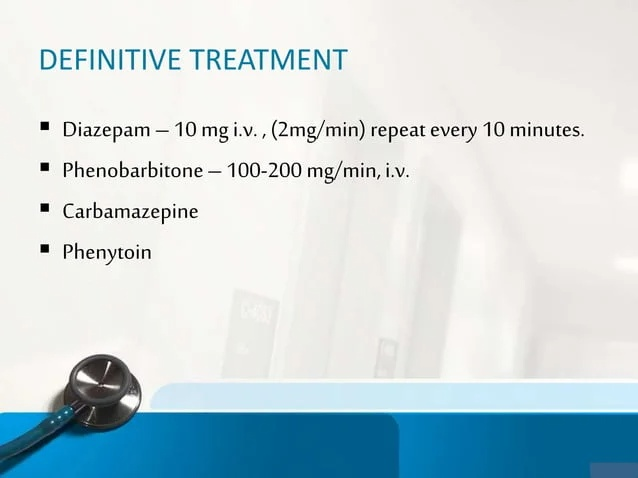 DEFINITIVE TREATMENT
▪ Diazepam – 10 mg i.v. , (2mg/min) repeat every 10 minutes.
▪ Phenobarbitone – 100-200 mg/min, i.v.
▪ Carbamazepine
▪ Phenytoin